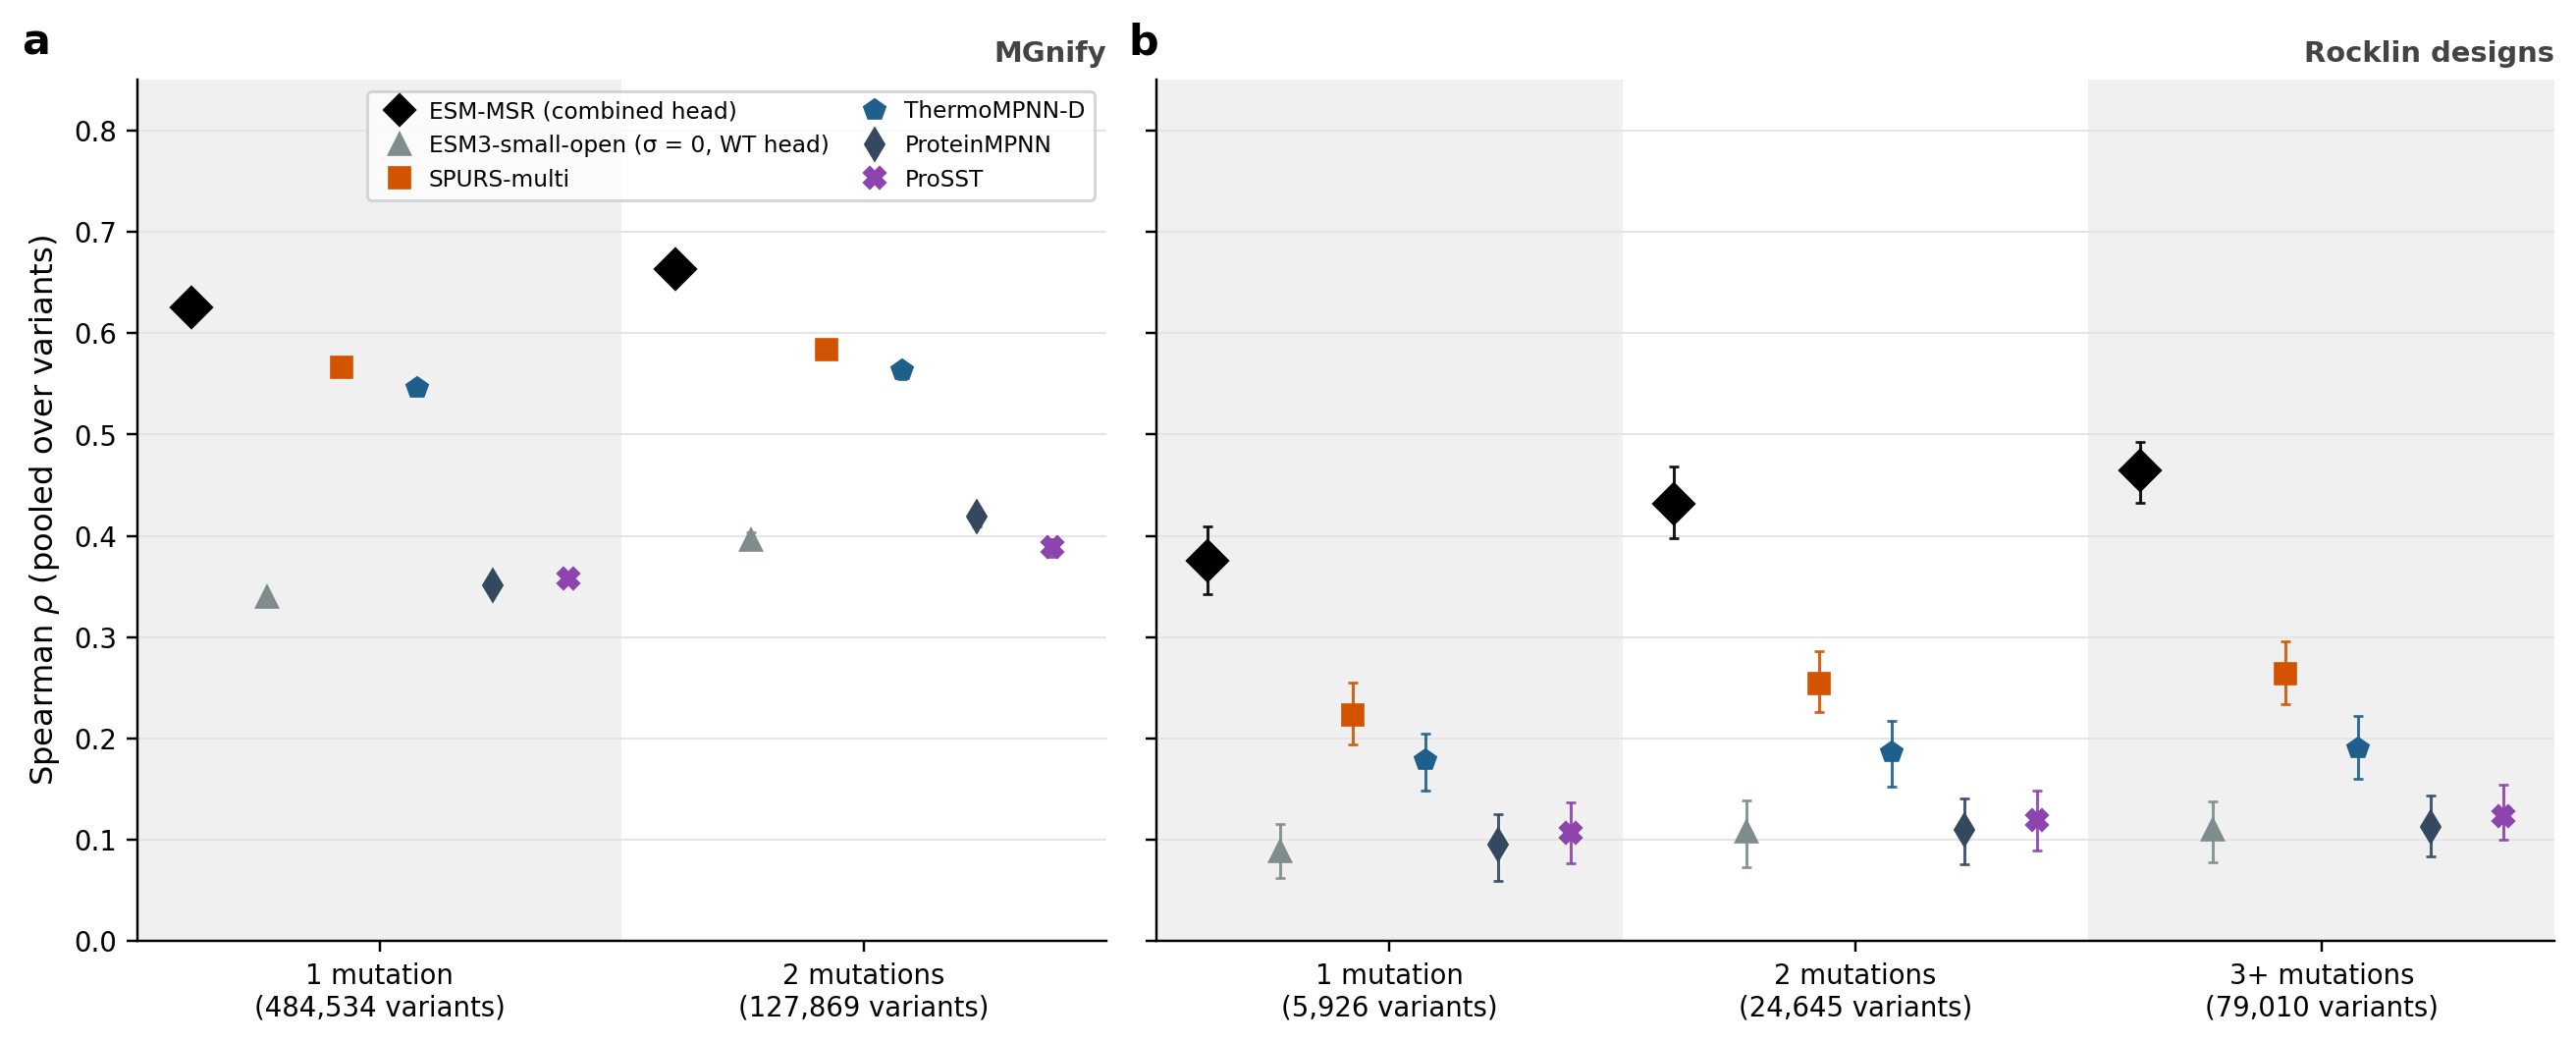 a
MGnify
ESM-MSR (combined head)
ESM3-small-open (σ = 0, WT head)
SPURS-multi
ThermoMPNN-D
ProteinMPNN
ProSST
Spearman ρ (pooled over variants)
0.8
0.7
0.6
0.5
0.4
0.3
0.2
0.1
0.0
1 mutation
(484,534 variants)
2 mutations
(127,869 variants)
b
Rocklin designs
1 mutation
(5,926 variants)
2 mutations
(24,645 variants)
3+ mutations
(79,010 variants)